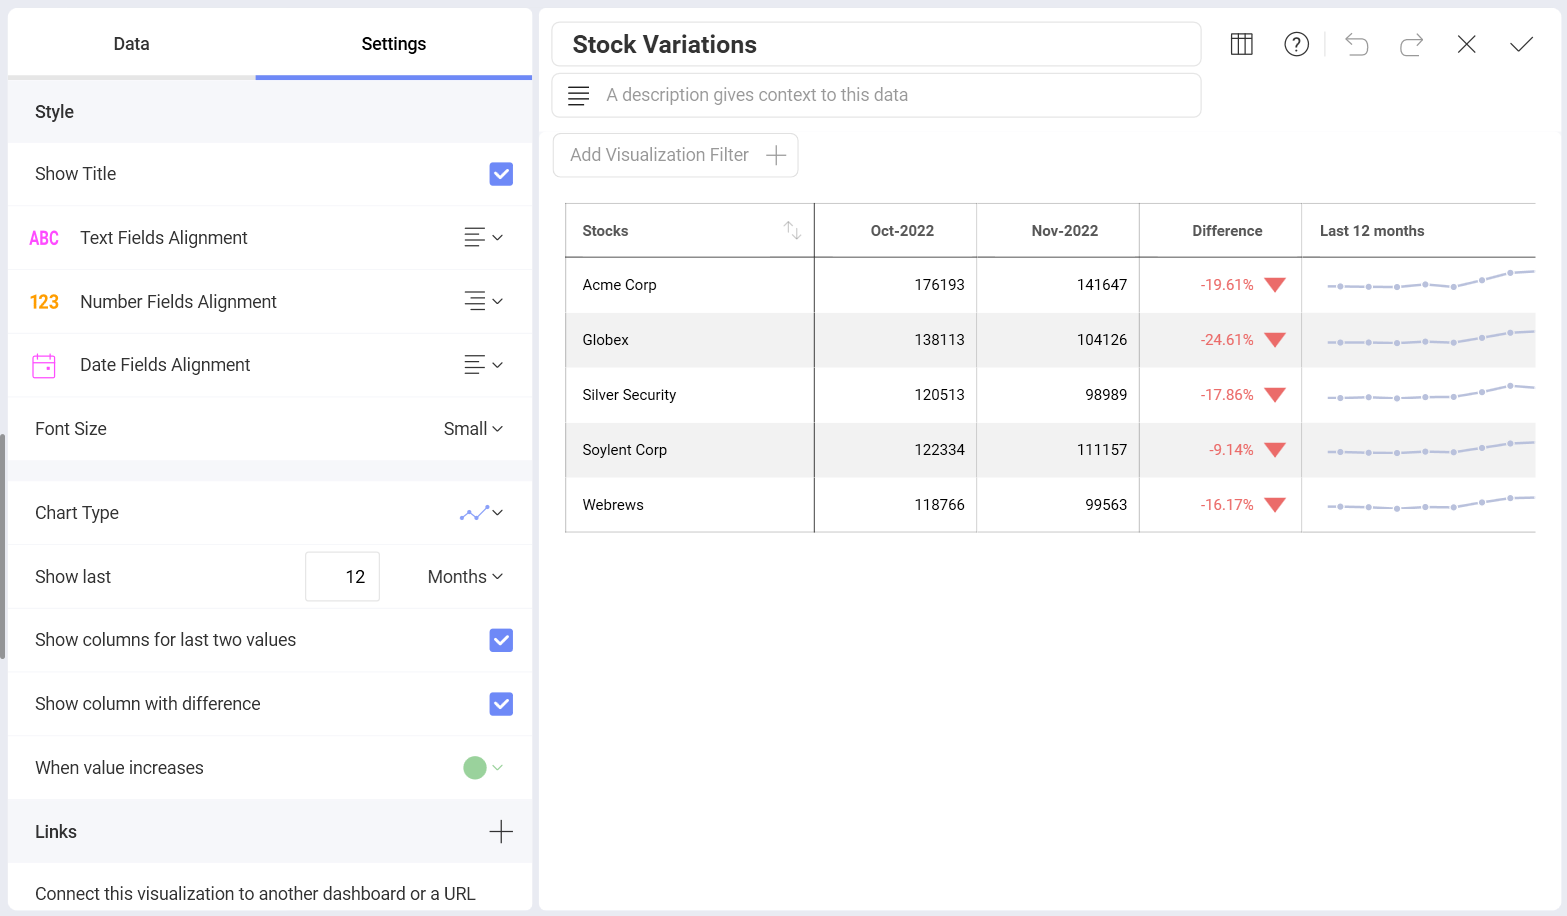 Data
Settings
Style
Show Title
ABC Text Fields Alignment
123 Number Fields Alignment
Date Fields Alignment
Font Size Small
Chart Type
Show last 12 Months
Show columns for last two values
Show column with difference
When value increases
Links
Connect this visualization to another dashboard or a URL
Stock Variations
A description gives context to this data
Add Visualization Filter
Stocks Oct-2022 Nov-2022 Difference Last 12 months
Acme Corp 176193 141647 -19.61%
Globex 138113 104126 -24.61%
Silver Security 120513 98989 -17.86%
Soylent Corp 122334 111157 -9.14%
Webrews 118766 99563 -16.17%